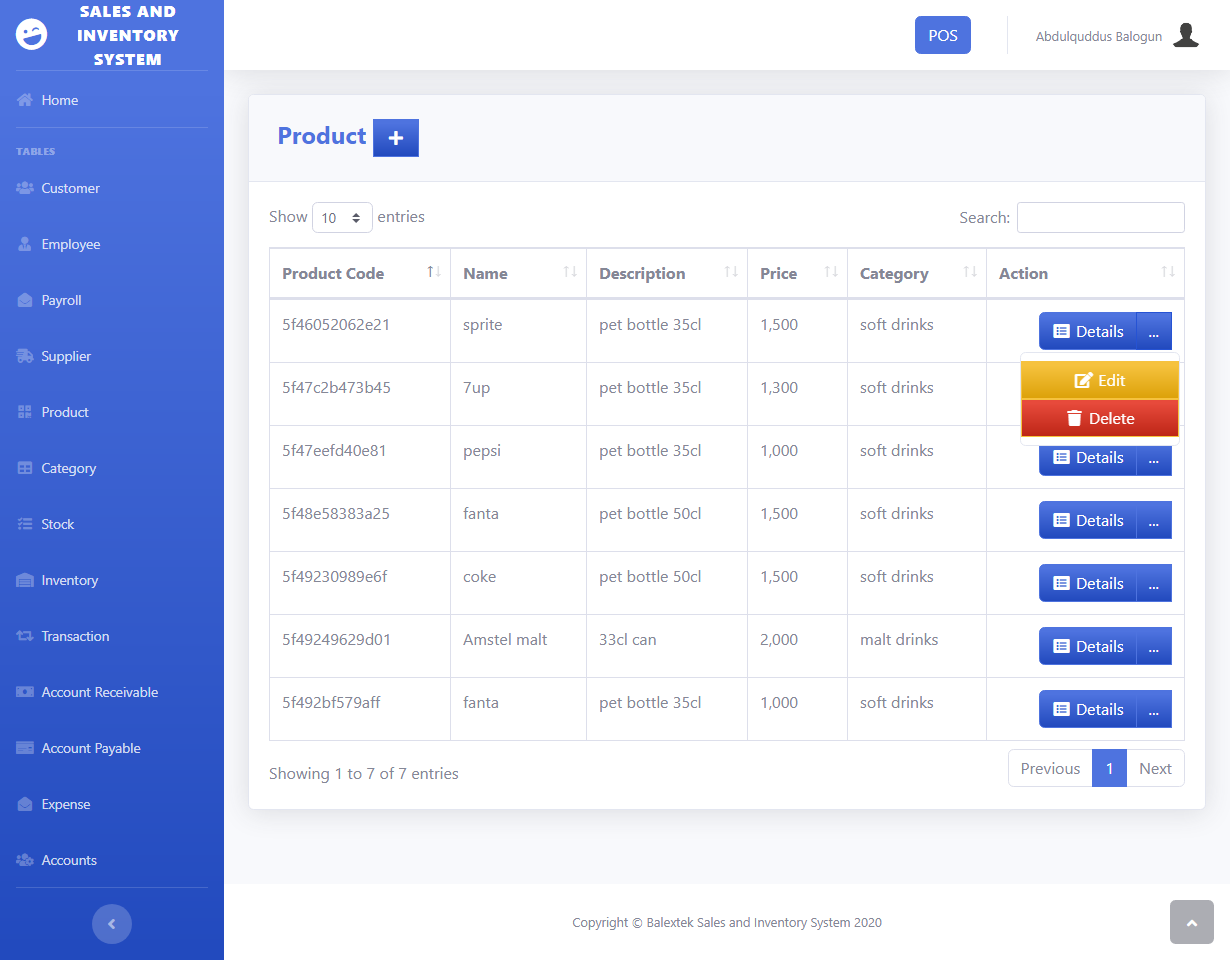 SALES AND
INVENTORY
SYSTEM
POS
Abdulquddus Balogun
Home
TABLES
Customer
Employee
Payroll
Supplier
Product
Category
Stock
Inventory
Transaction
Account Receivable
Account Payable
Expense
Accounts
Product
Show 10 entries
Search:
Product Code Name Description Price Category Action
5f46052062e21 sprite pet bottle 35cl 1,500 soft drinks Details ...
Edit
5f47c2b473b45 7up pet bottle 35cl 1,300 soft drinks
Delete
5f47eefd40e81 pepsi pet bottle 35cl 1,000 soft drinks Details ...
5f48e58383a25 fanta pet bottle 50cl 1,500 soft drinks Details ...
5f49230989e6f coke pet bottle 50cl 1,500 soft drinks Details ...
5f49249629d01 Amstel malt 33cl can 2,000 malt drinks Details ...
5f492bf579aff fanta pet bottle 35cl 1,000 soft drinks Details ...
Showing 1 to 7 of 7 entries
Previous 1 Next
Copyright © Balextek Sales and Inventory System 2020